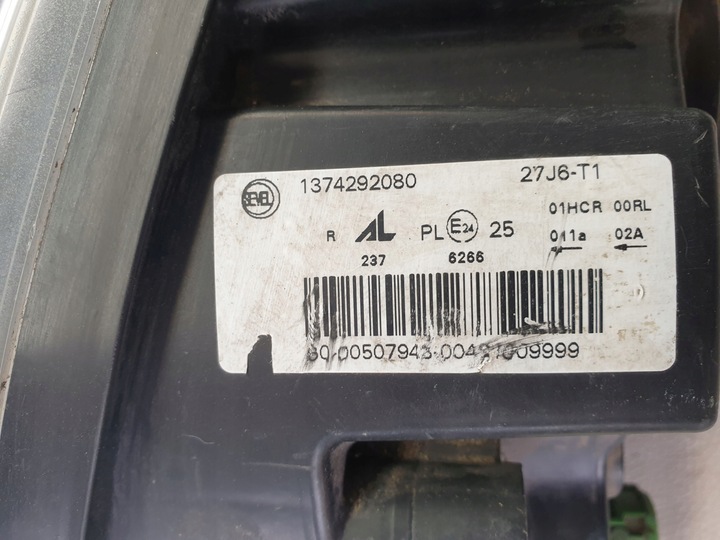 SEVEL 1374292080 27J6-T1
01HCR 00RL
R AL PL E24 25 011a 02A
237 6266